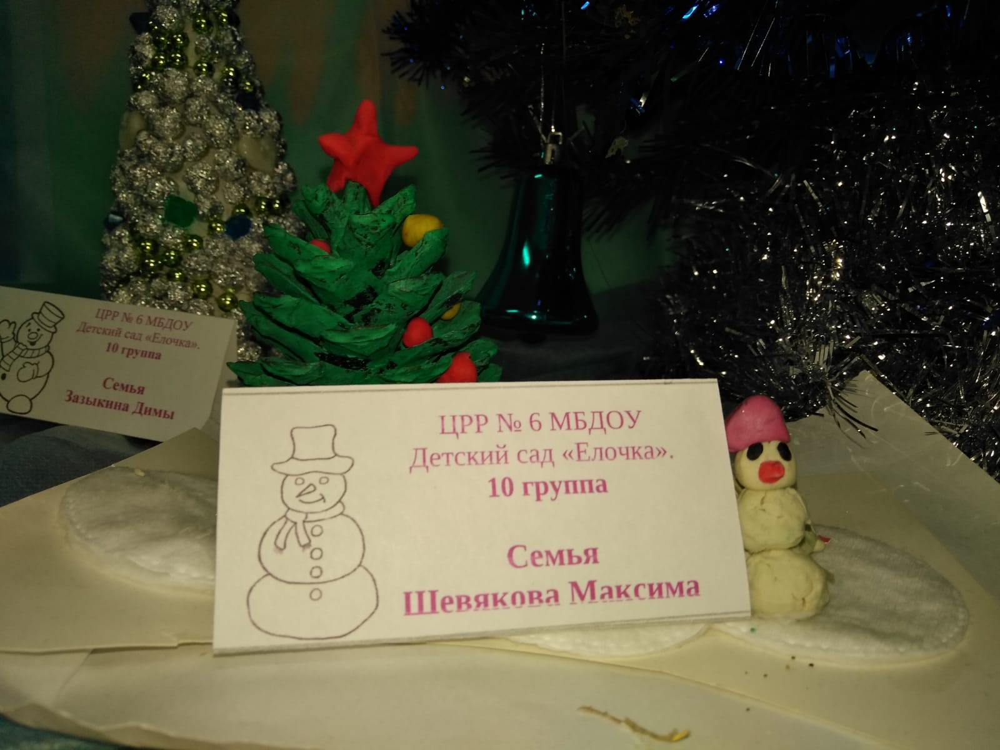 ЦРР № 6 МБДОУ
Детский сад «Елочка».
10 группа
Семья
Зазыкина Димы
ЦРР № 6 МБДОУ
Детский сад «Елочка».
10 группа
Семья
Шевякова Максима